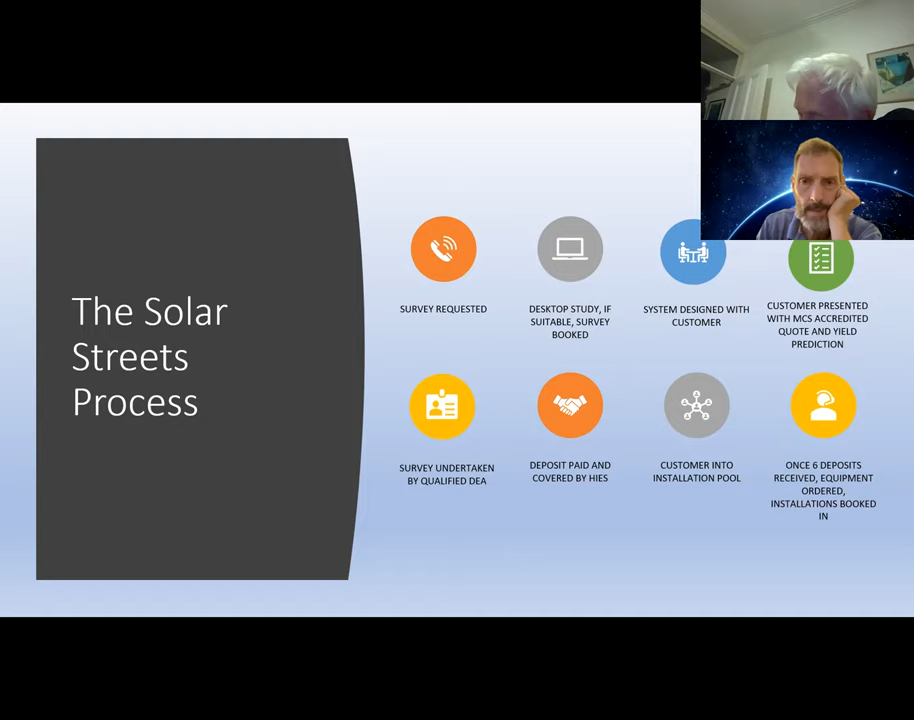 The Solar
Streets
Process
SURVEY REQUESTED
DESKTOP STUDY, IF
SUITABLE, SURVEY
BOOKED
SYSTEM DESIGNED WITH
CUSTOMER
CUSTOMER PRESENTED
WITH MCS ACCREDITED
QUOTE AND YIELD
PREDICTION
SURVEY UNDERTAKEN
BY QUALIFIED DEA
DEPOSIT PAID AND
COVERED BY HIES
CUSTOMER INTO
INSTALLATION POOL
ONCE 6 DEPOSITS
RECEIVED, EQUIPMENT
ORDERED,
INSTALLATIONS BOOKED
IN